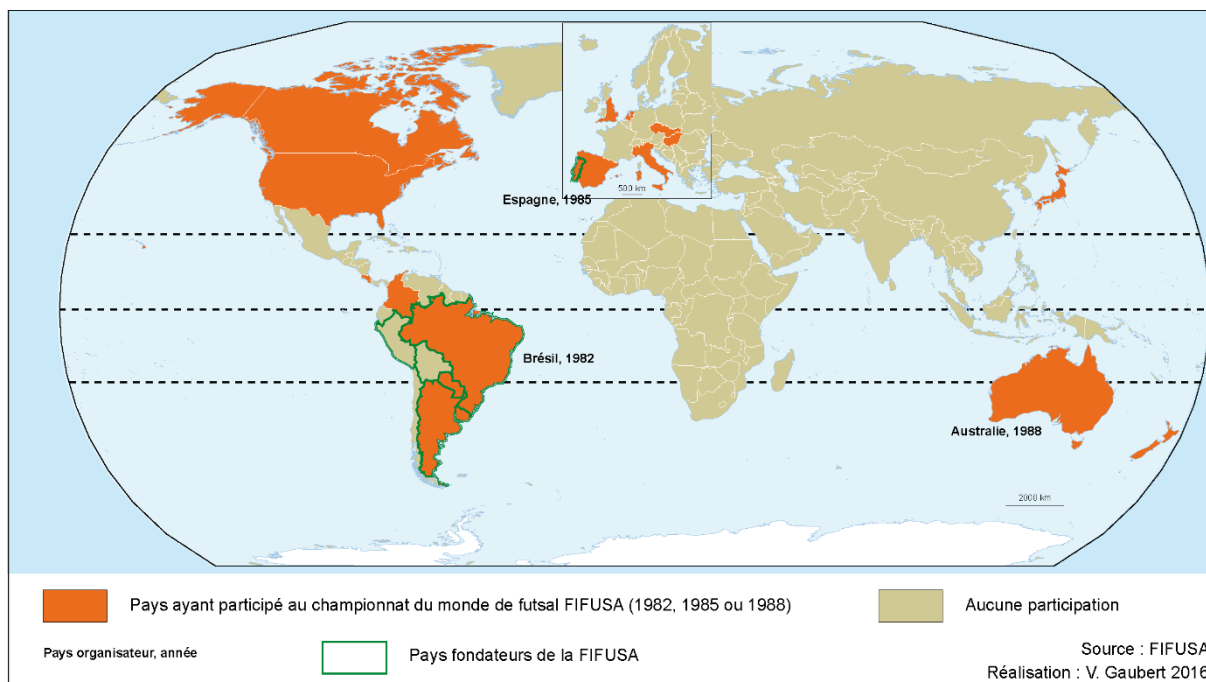 500 km
Espagne, 1985
Brésil, 1982
Australie, 1988
2000 km
Pays ayant participé au championnat du monde de futsal FIFUSA (1982, 1985 ou 1988)
Aucune participation
Pays organisateur, année
Pays fondateurs de la FIFUSA
Source : FIFUSA
Réalisation : V. Gaubert 2016